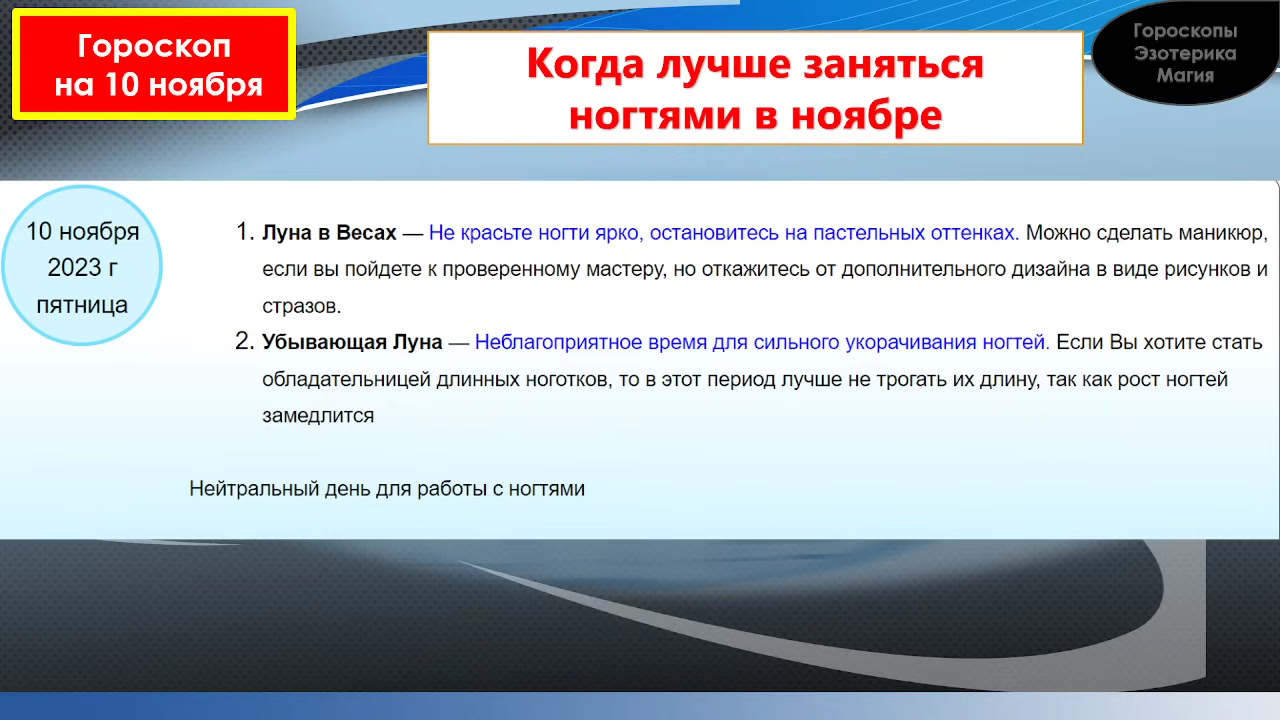 Гороскоп
на 10 ноября
Когда лучше заняться
ногтями в ноябре
Гороскопы
Эзотерика
Магия
10 ноября
2023 г
пятница
1. Луна в Весах — Не красьте ногти ярко, остановитесь на пастельных оттенках. Можно сделать маникюр,
если вы пойдете к проверенному мастеру, но откажитесь от дополнительного дизайна в виде рисунков и
стразов.
2. Убывающая Луна — Неблагоприятное время для сильного укорачивания ногтей. Если Вы хотите стать
обладательницей длинных ноготков, то в этот период лучше не трогать их длину, так как рост ногтей
замедлится
Нейтральный день для работы с ногтями